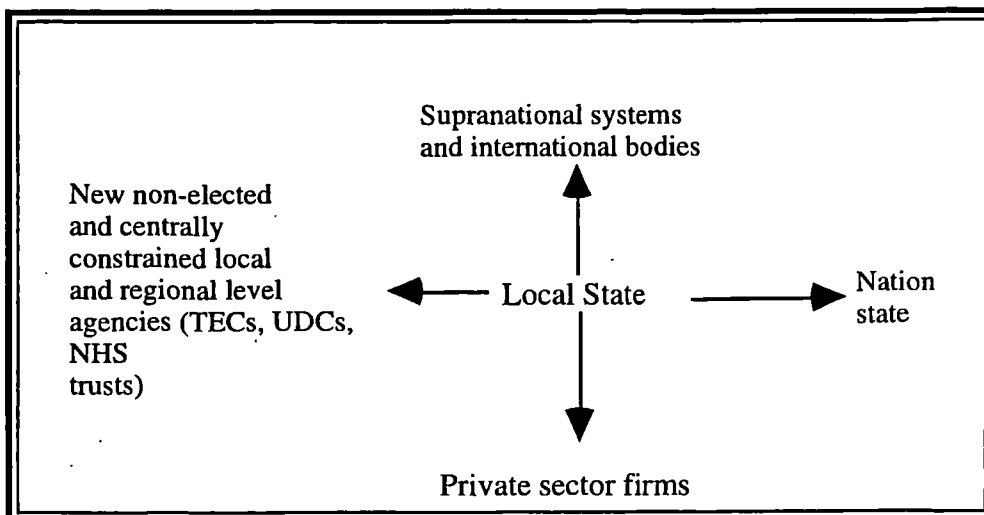 Supranational systems
and international bodies
New non-elected
and centrally
constrained local
and regional level
agencies (TECs, UDCs,
NHS
trusts)
Local State
Nation
state
Private sector firms